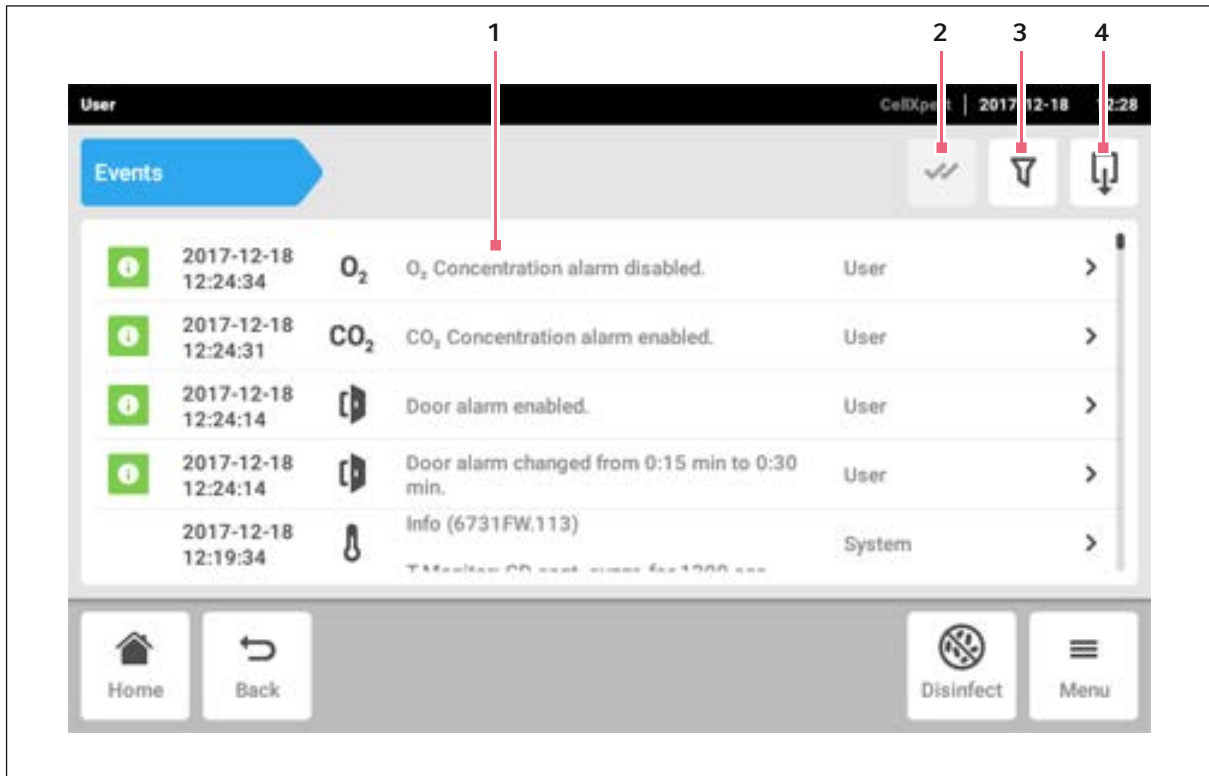 1 2 3 4
User CellXpert | 2017-12-18 12:28
Events
2017-12-18
12:24:34
O₂ O₂ Concentration alarm disabled. User
2017-12-18
12:24:31
CO₂ CO₂ Concentration alarm enabled. User
2017-12-18
12:24:14
Door alarm enabled. User
2017-12-18
12:24:14
Door alarm changed from 0:15 min to 0:30
min.
User
2017-12-18
12:19:34
Info (6731FW.113)
System
Home Back Disinfect Menu